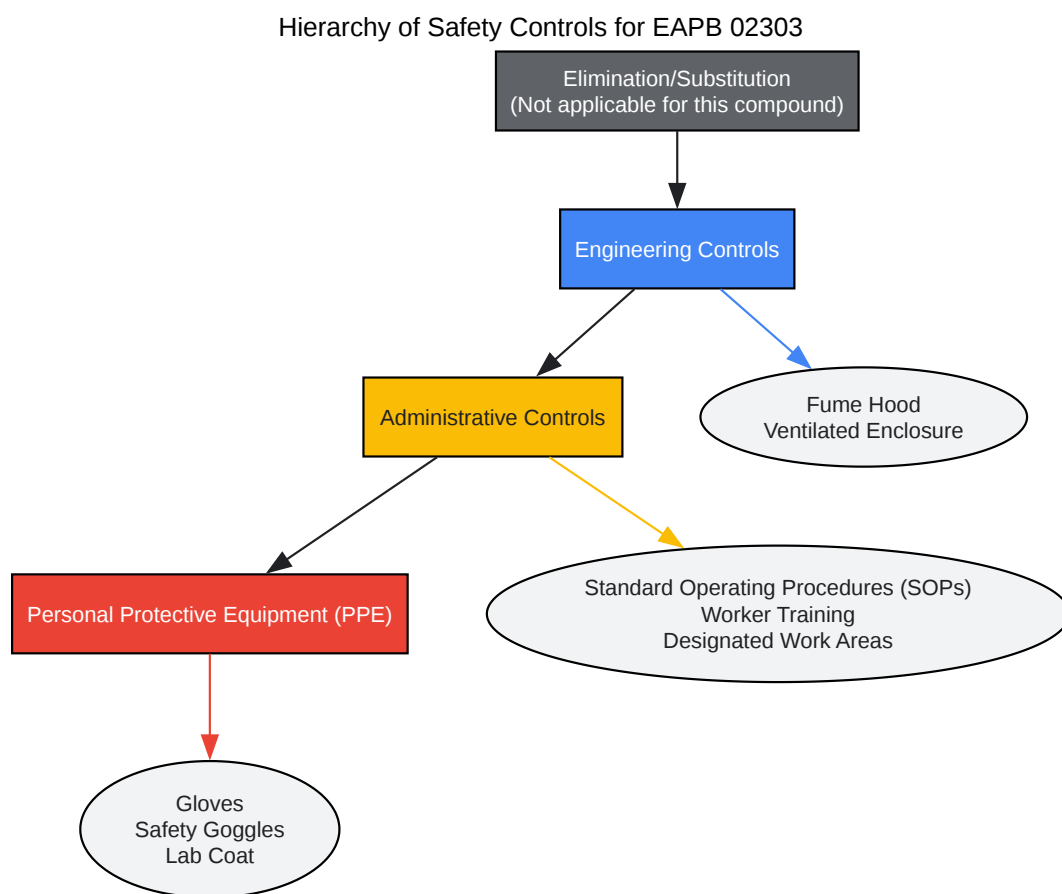 Hierarchy of Safety Controls for EAPB 02303
Elimination/Substitution
(Not applicable for this compound)
Engineering Controls
Administrative Controls
Fume Hood
Ventilated Enclosure
Personal Protective Equipment (PPE)
Standard Operating Procedures (SOPs)
Worker Training
Designated Work Areas
Gloves
Safety Goggles
Lab Coat